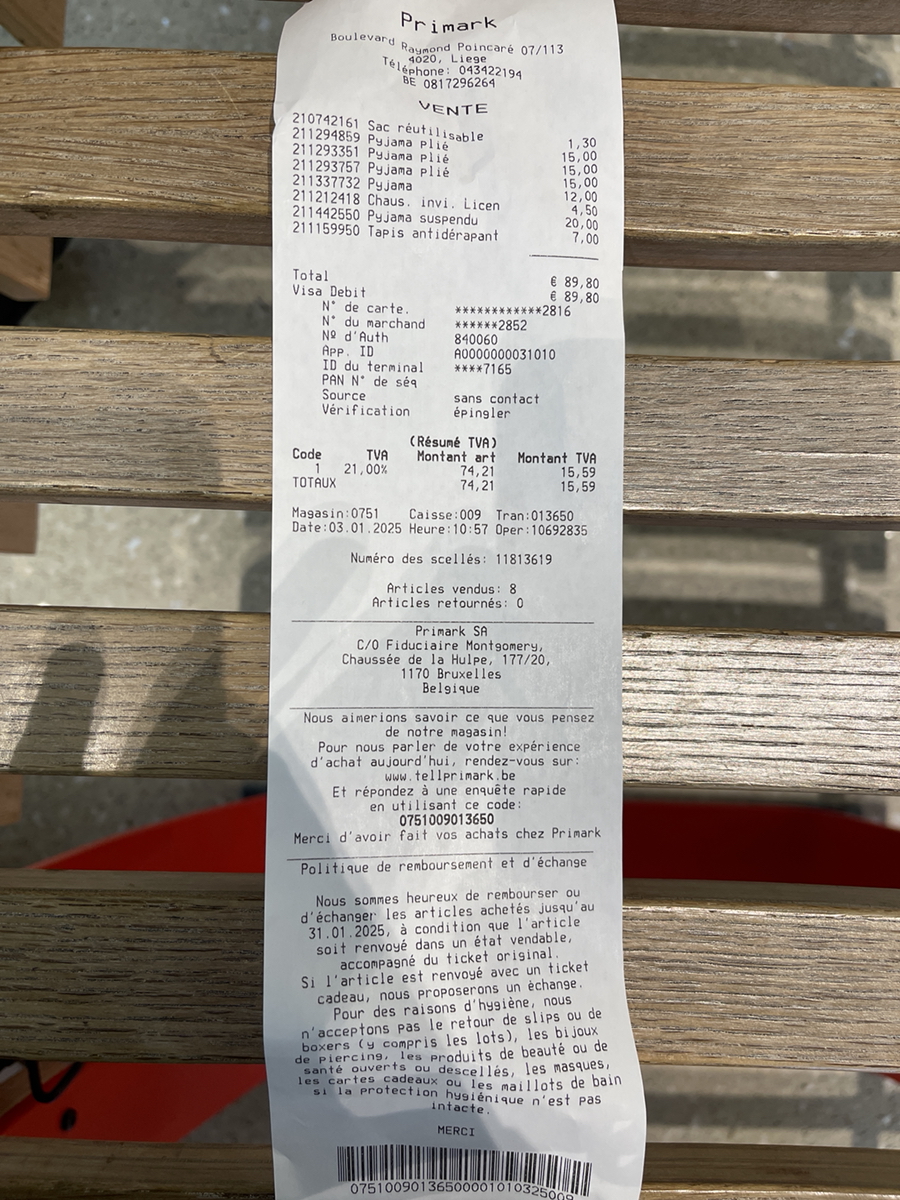 Primark
Boulevard Raymond Poincaré 07/113
4020, Liege
Téléphone: 043422194
BE 0817296264
VENTE
210742161 Sac réutilisable 1,30
211294859 Pyjama plié 15,00
211293351 Pyjama plié 15,00
211293757 Pyjama plié 15,00
211337732 Pyjama 12,00
211212418 Chaus. invi. Licen 4,50
211442550 Pyjama suspendu 20,00
211159950 Tapis antidérapant 7,00
Total € 89,80
Visa Debit € 89,80
N° de carte. ************2816
N° du marchand ******2852
Nº d'Auth 840060
App. ID A0000000031010
ID du terminal ****7165
PAN N° de séq
Source sans contact
Vérification épingler
(Résumé TVA)
Code TVA Montant art Montant TVA
1 21,00% 74,21 15,59
TOTAUX 74,21 15,59
Magasin:0751 Caisse:009 Tran:013650
Date:03.01.2025 Heure:10:57 Oper:10692835
Numéro des scellés: 11813619
Articles vendus: 8
Articles retournés: 0
Primark SA
C/O Fiduciaire Montgomery,
Chaussée de la Hulpe, 177/20,
1170 Bruxelles
Belgique
Nous aimerions savoir ce que vous pensez
de notre magasin!
Pour nous parler de votre expérience
d'achat aujourd'hui, rendez-vous sur:
www.tellprimark.be
Et répondez à une enquête rapide
en utilisant ce code:
0751009013650
Merci d'avoir fait vos achats chez Primark
Politique de remboursement et d'échange
Nous sommes heureux de rembourser ou
d'échanger les articles achetés jusqu'au
31.01.2025, à condition que l'article
soit renvoyé dans un état vendable,
accompagné du ticket original.
Si l'article est renvoyé avec un ticket
cadeau, nous proposerons un échange.
Pour des raisons d'hygiène, nous
n'acceptons pas le retour de slips ou de
boxers (y compris les lots), les bijoux
de piercing, les produits de beauté ou de
santé ouverts ou descellés, les masques,
les cartes cadeaux ou les maillots de bain
si la protection hygiénique n'est pas
intacte.
MERCI
07510090136500001010325009